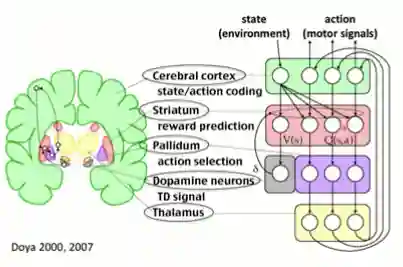 state
(environment)
action
(motor signals)
Cerebral cortex
state/action coding
Striatum
reward prediction
V(s)
Q(s,a)
Pallidum
action selection
δ
Dopamine neurons
TD signal
Thalamus
Doya 2000, 2007